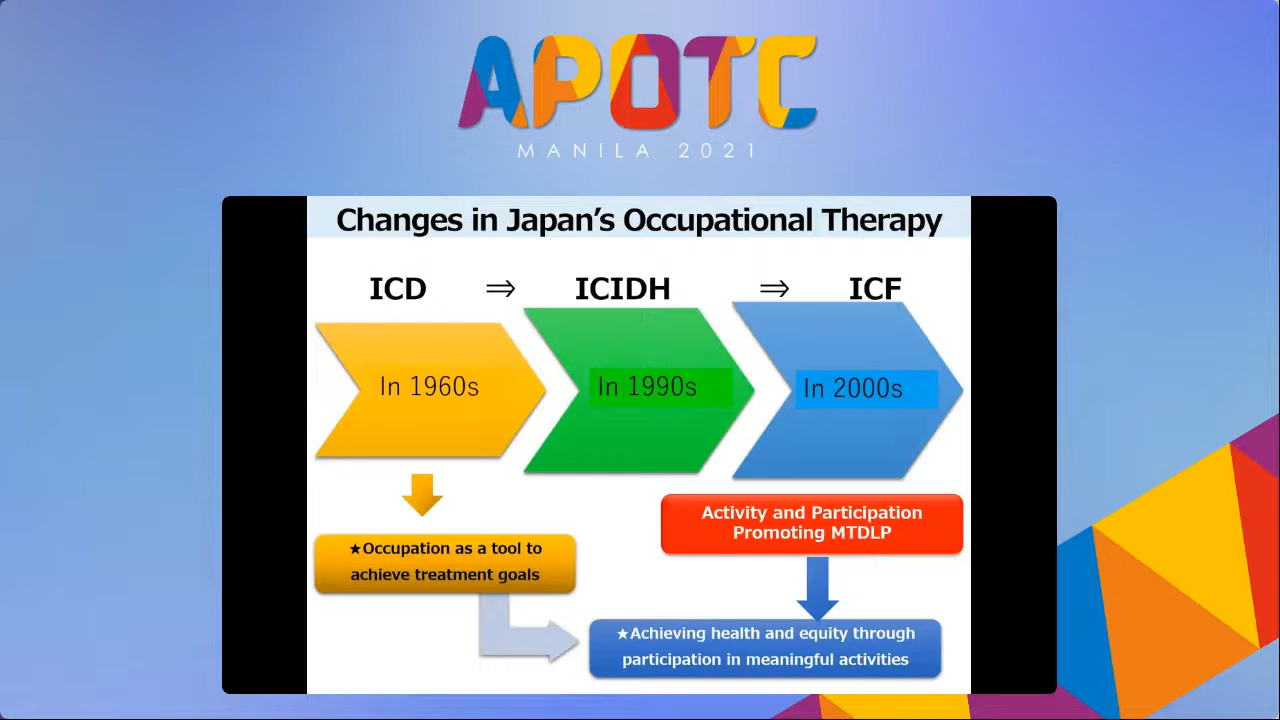 APOTC
MANILA 2021
Changes in Japan's Occupational Therapy
ICD ⇒ ICIDH ⇒ ICF
In 1960s
In 1990s
In 2000s
Activity and Participation
Promoting MTDLP
★Occupation as a tool to
achieve treatment goals
★Achieving health and equity through
participation in meaningful activities